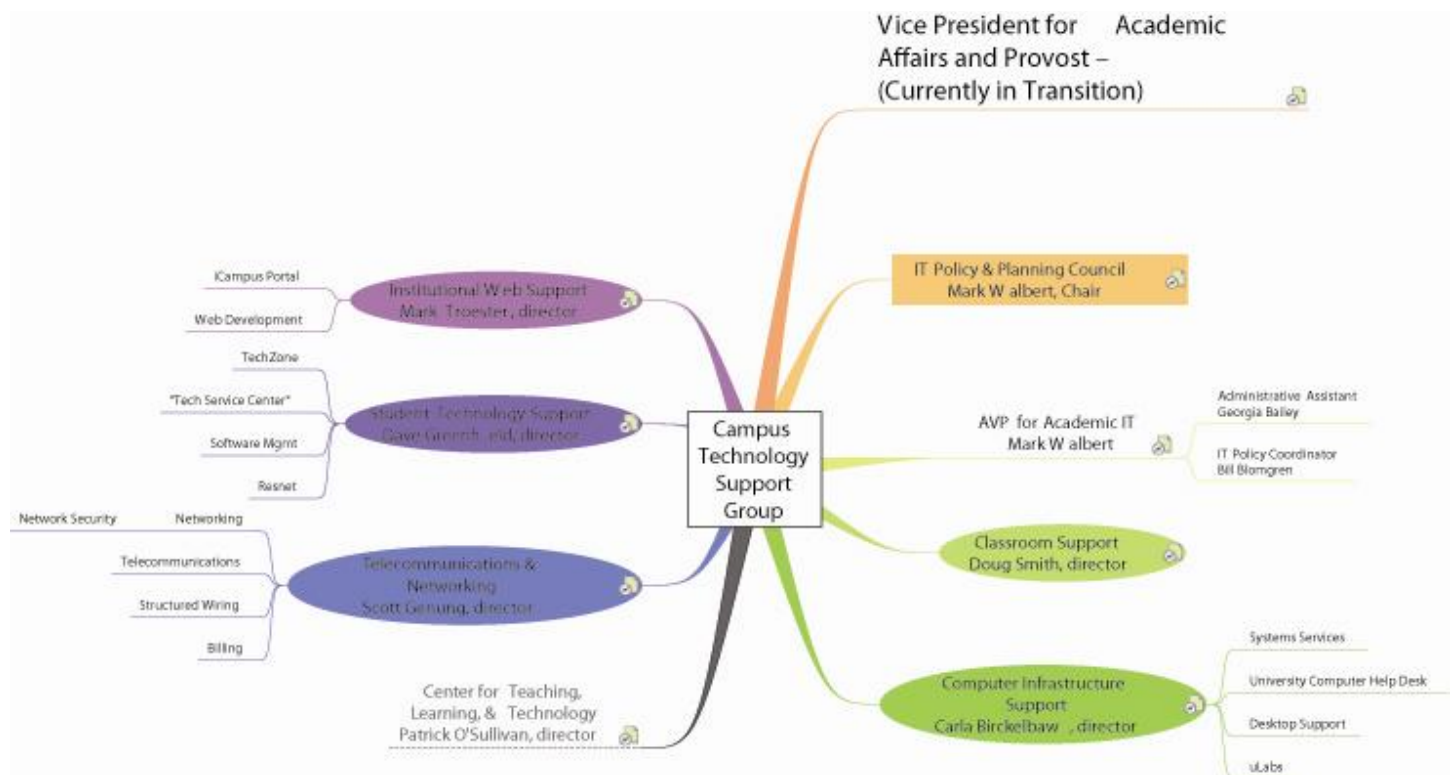 Vice President for Academic
Affairs and Provost –
(Currently in Transition)
IT Policy & Planning Council
Mark W albert, Chair
AVP for Academic IT
Mark W albert
Administrative Assistant
Georgia Bailey
IT Policy Coordinator
Bill Blomgren
Classroom Support
Doug Smith, director
Computer Infrastructure
Support
Carla Birckelbaw , director
Systems Services
University Computer Help Desk
Desktop Support
uLabs
Campus
Technology
Support
Group
Institutional Web Support
Mark Troester, director
iCampus Portal
Web Development
Student Technology Support
Dave Greenfi eld, director
TechZone
"Tech Service Center"
Software Mgmt
Resnet
Telecommunications &
Networking
Scott Genung, director
Networking
Network Security
Telecommunications
Structured Wiring
Billing
Center for Teaching,
Learning, & Technology
Patrick O'Sullivan, director